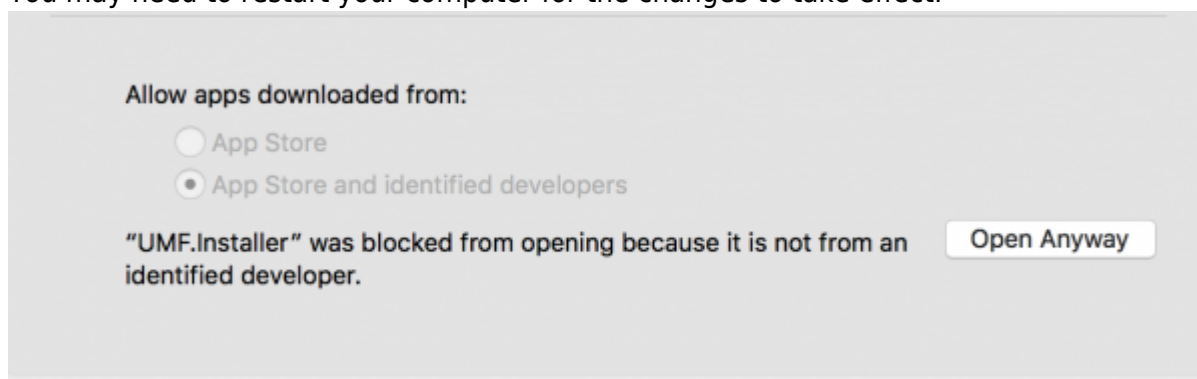 You may need to restart your computer for the changes to take effect.
Allow apps downloaded from:
App Store
App Store and identified developers
“UMF.Installer” was blocked from opening because it is not from an
Open Anyway
identified developer.